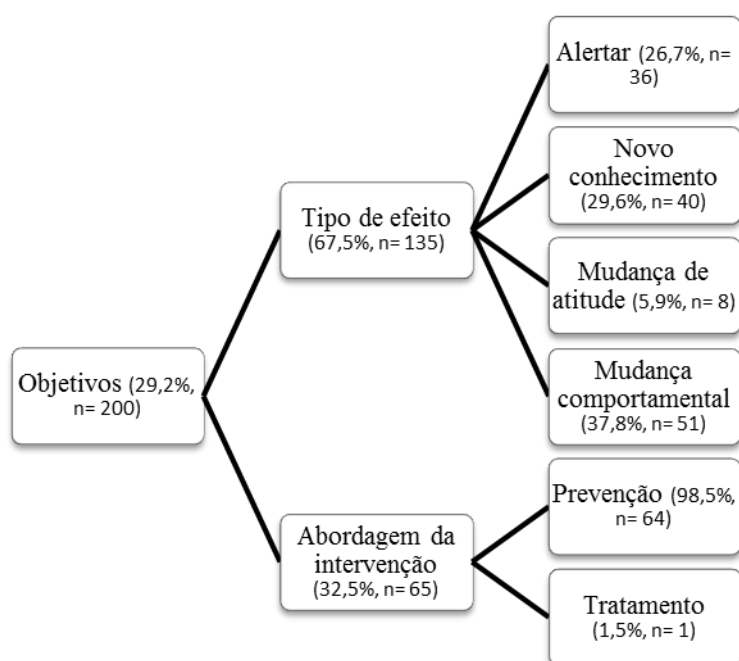 Objetivos (29,2%,
n= 200)
Tipo de efeito
(67,5%, n= 135)
Alertar (26,7%, n=
36)
Novo
conhecimento
(29,6%, n= 40)
Mudança de
atitude (5,9%, n= 8)
Mudança
comportamental
(37,8%, n= 51)
Abordagem da
intervenção
(32,5%, n= 65)
Prevenção (98,5%,
n= 64)
Tratamento
(1,5%, n= 1)